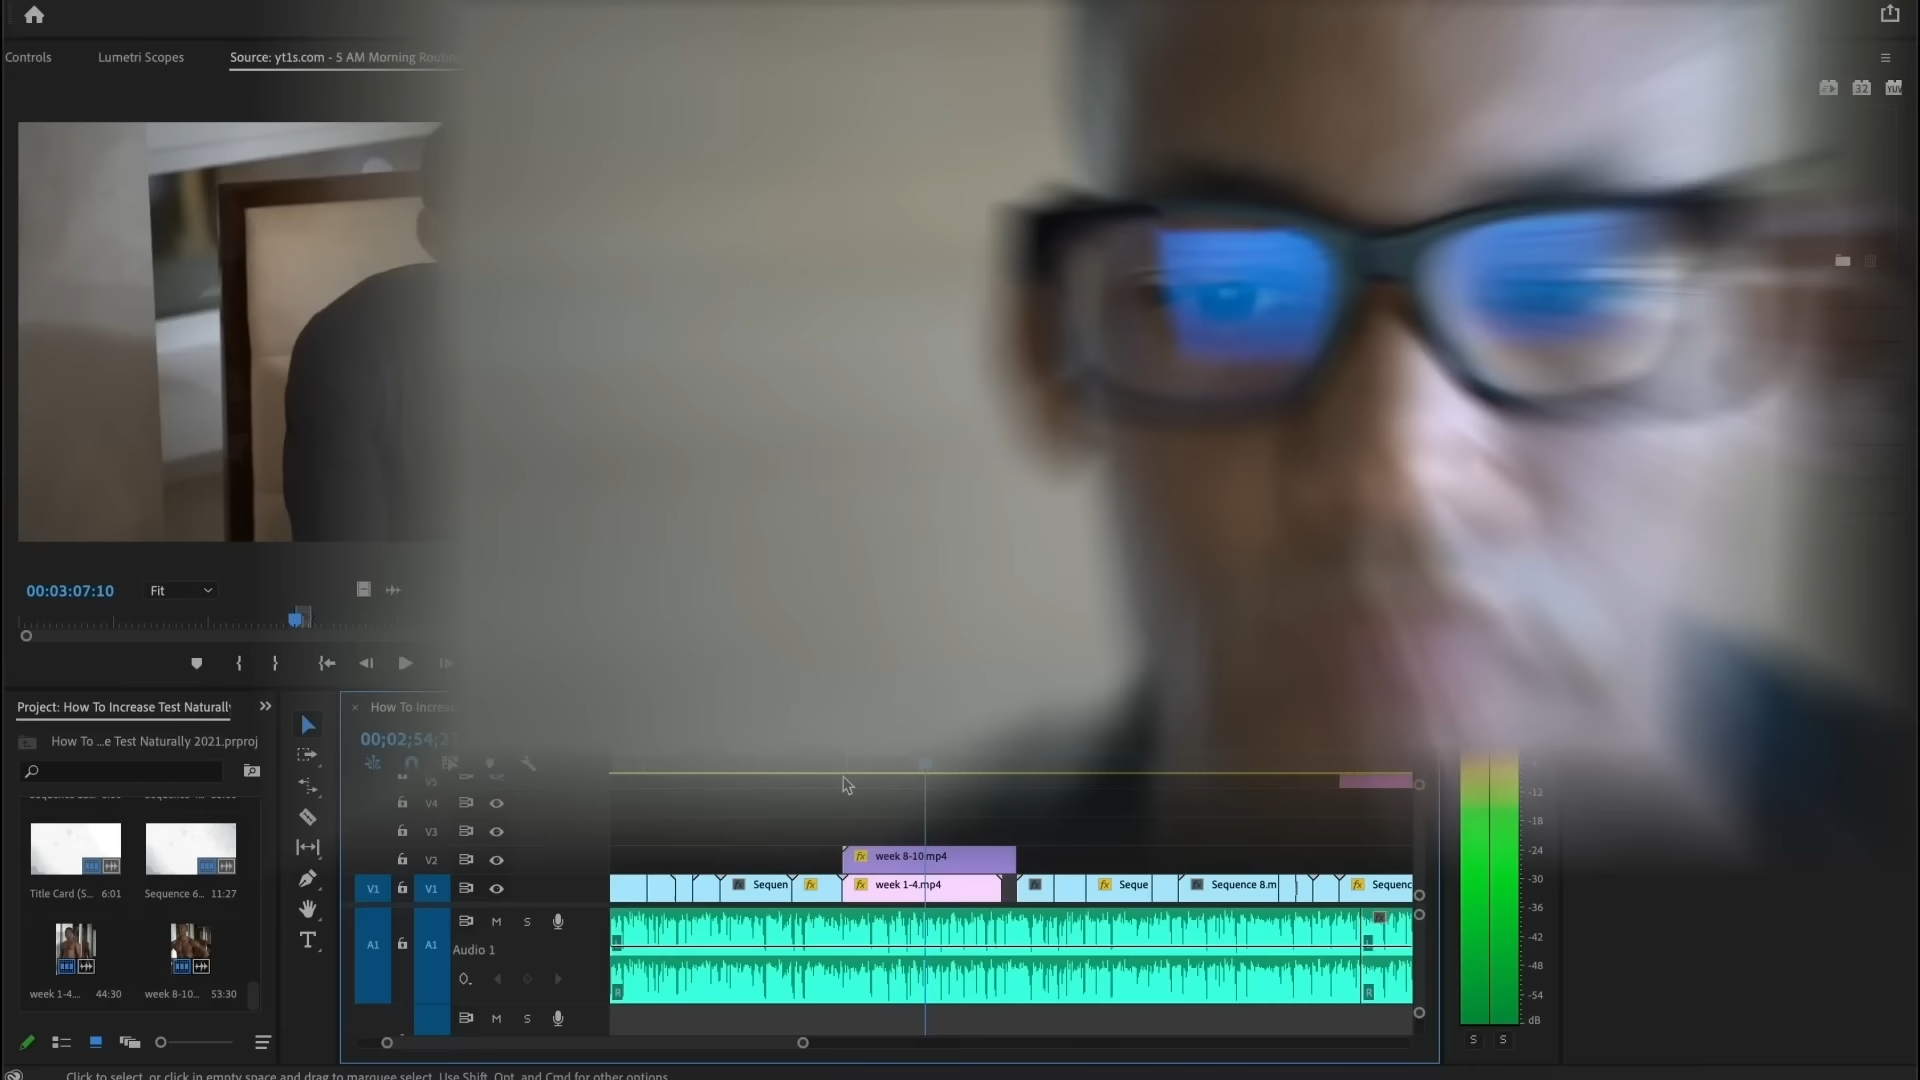 Controls
Lumetri Scopes
Source: yt1s.com - 5 AM Morning Routin
32
YUV
00:03:07:10
Fit
Project: How To Increase Test Naturally
How To Increas
How To ...e Test Naturally 2021.prproj
00;02;54;2
V5
V4
V3
V2
week 8-10.mp4
V1
V1
Sequen
week 1-4.mp4
Seque
Sequence 8.m
Sequenc
Title Card (S... 6:01
Sequence 6... 11:27
M
S
A1
A1
Audio 1
L
L
R
R
week 1-4.... 44:30
week 8-10... 53:30
M
S
-12
-18
-24
-30
-36
-42
-48
-54
dB
S
S
Click to select, or click in empty space and drag to marquee select. Use Shift, Opt, and Cmd for other options.